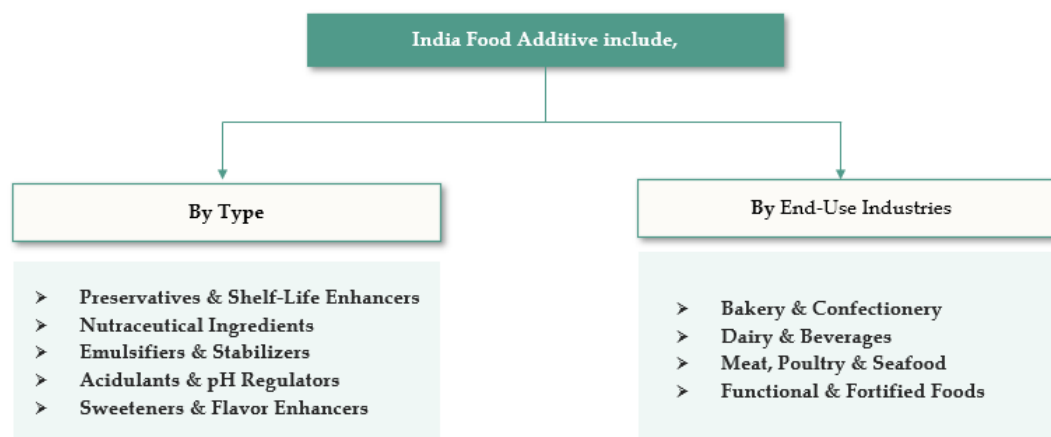 India Food Additive include,
By Type
Preservatives & Shelf-Life Enhancers
Nutraceutical Ingredients
Emulsifiers & Stabilizers
Acidulants & pH Regulators
Sweeteners & Flavor Enhancers
By End-Use Industries
Bakery & Confectionery
Dairy & Beverages
Meat, Poultry & Seafood
Functional & Fortified Foods